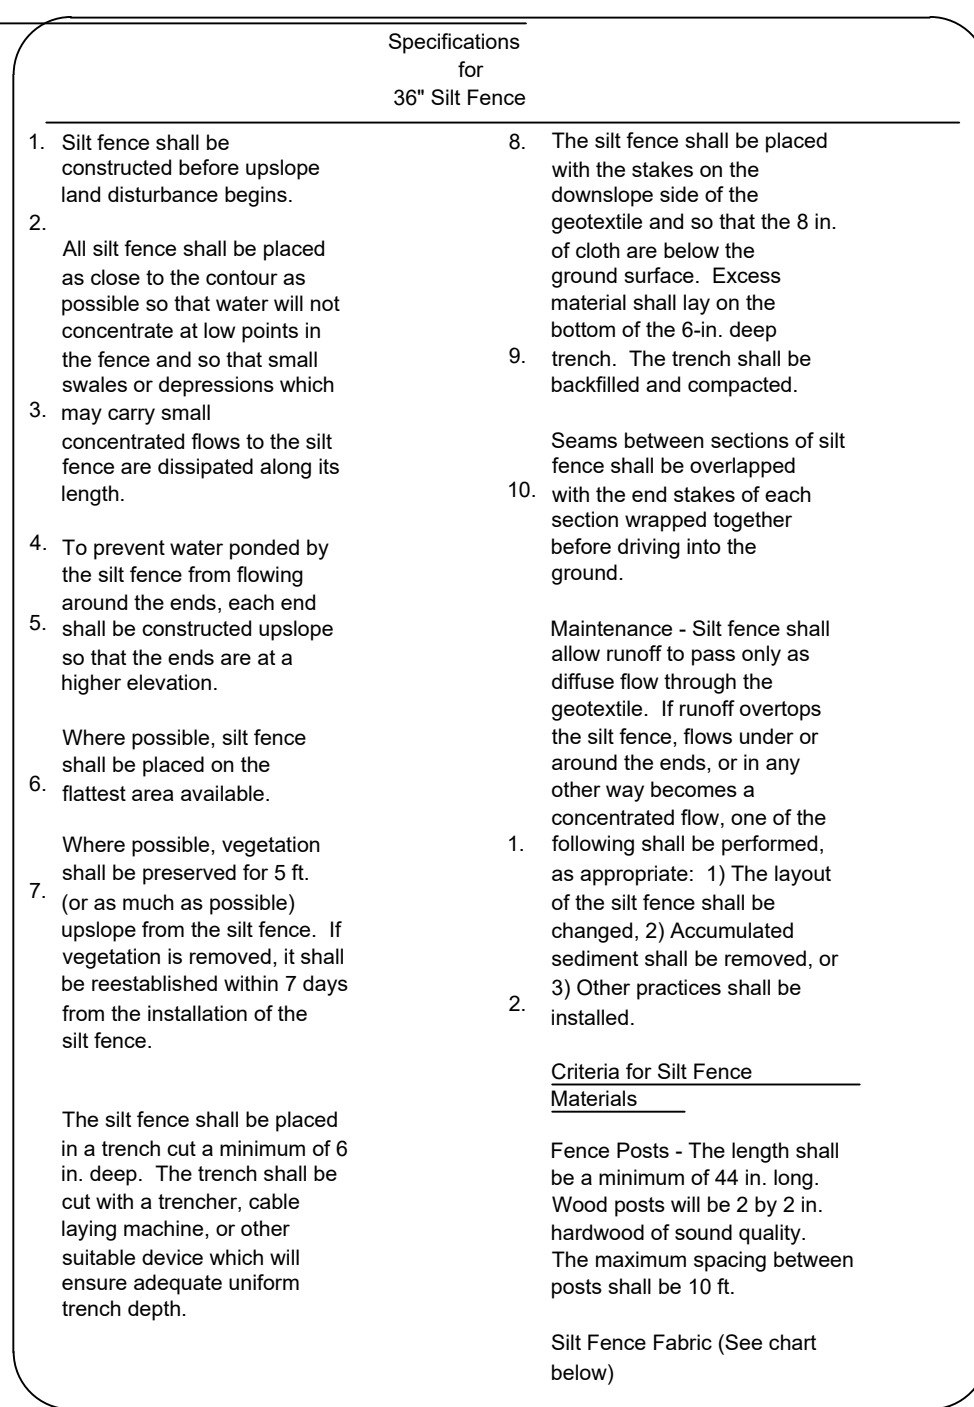 Specifications
for
36" Silt Fence
1. Silt fence shall be
constructed before upslope
land disturbance begins.
2.
All silt fence shall be placed
as close to the contour as
possible so that water will not
concentrate at low points in
the fence and so that small
swales or depressions which
3. may carry small
concentrated flows to the silt
fence are dissipated along its
length.
4. To prevent water ponded by
the silt fence from flowing
around the ends, each end
5. shall be constructed upslope
so that the ends are at a
higher elevation.
Where possible, silt fence
shall be placed on the
6. flattest area available.
Where possible, vegetation
shall be preserved for 5 ft.
7. (or as much as possible)
upslope from the silt fence. If
vegetation is removed, it shall
be reestablished within 7 days
from the installation of the
silt fence.
The silt fence shall be placed
in a trench cut a minimum of 6
in. deep. The trench shall be
cut with a trencher, cable
laying machine, or other
suitable device which will
ensure adequate uniform
trench depth.
8. The silt fence shall be placed
with the stakes on the
downslope side of the
geotextile and so that the 8 in.
of cloth are below the
ground surface. Excess
material shall lay on the
bottom of the 6-in. deep
9. trench. The trench shall be
backfilled and compacted.
Seams between sections of silt
fence shall be overlapped
10. with the end stakes of each
section wrapped together
before driving into the
ground.
Maintenance - Silt fence shall
allow runoff to pass only as
diffuse flow through the
geotextile. If runoff overtops
the silt fence, flows under or
around the ends, or in any
other way becomes a
concentrated flow, one of the
1. following shall be performed,
as appropriate: 1) The layout
of the silt fence shall be
changed, 2) Accumulated
sediment shall be removed, or
3) Other practices shall be
2. installed.
Criteria for Silt Fence
Materials
Fence Posts - The length shall
be a minimum of 44 in. long.
Wood posts will be 2 by 2 in.
hardwood of sound quality.
The maximum spacing between
posts shall be 10 ft.
Silt Fence Fabric (See chart
below)